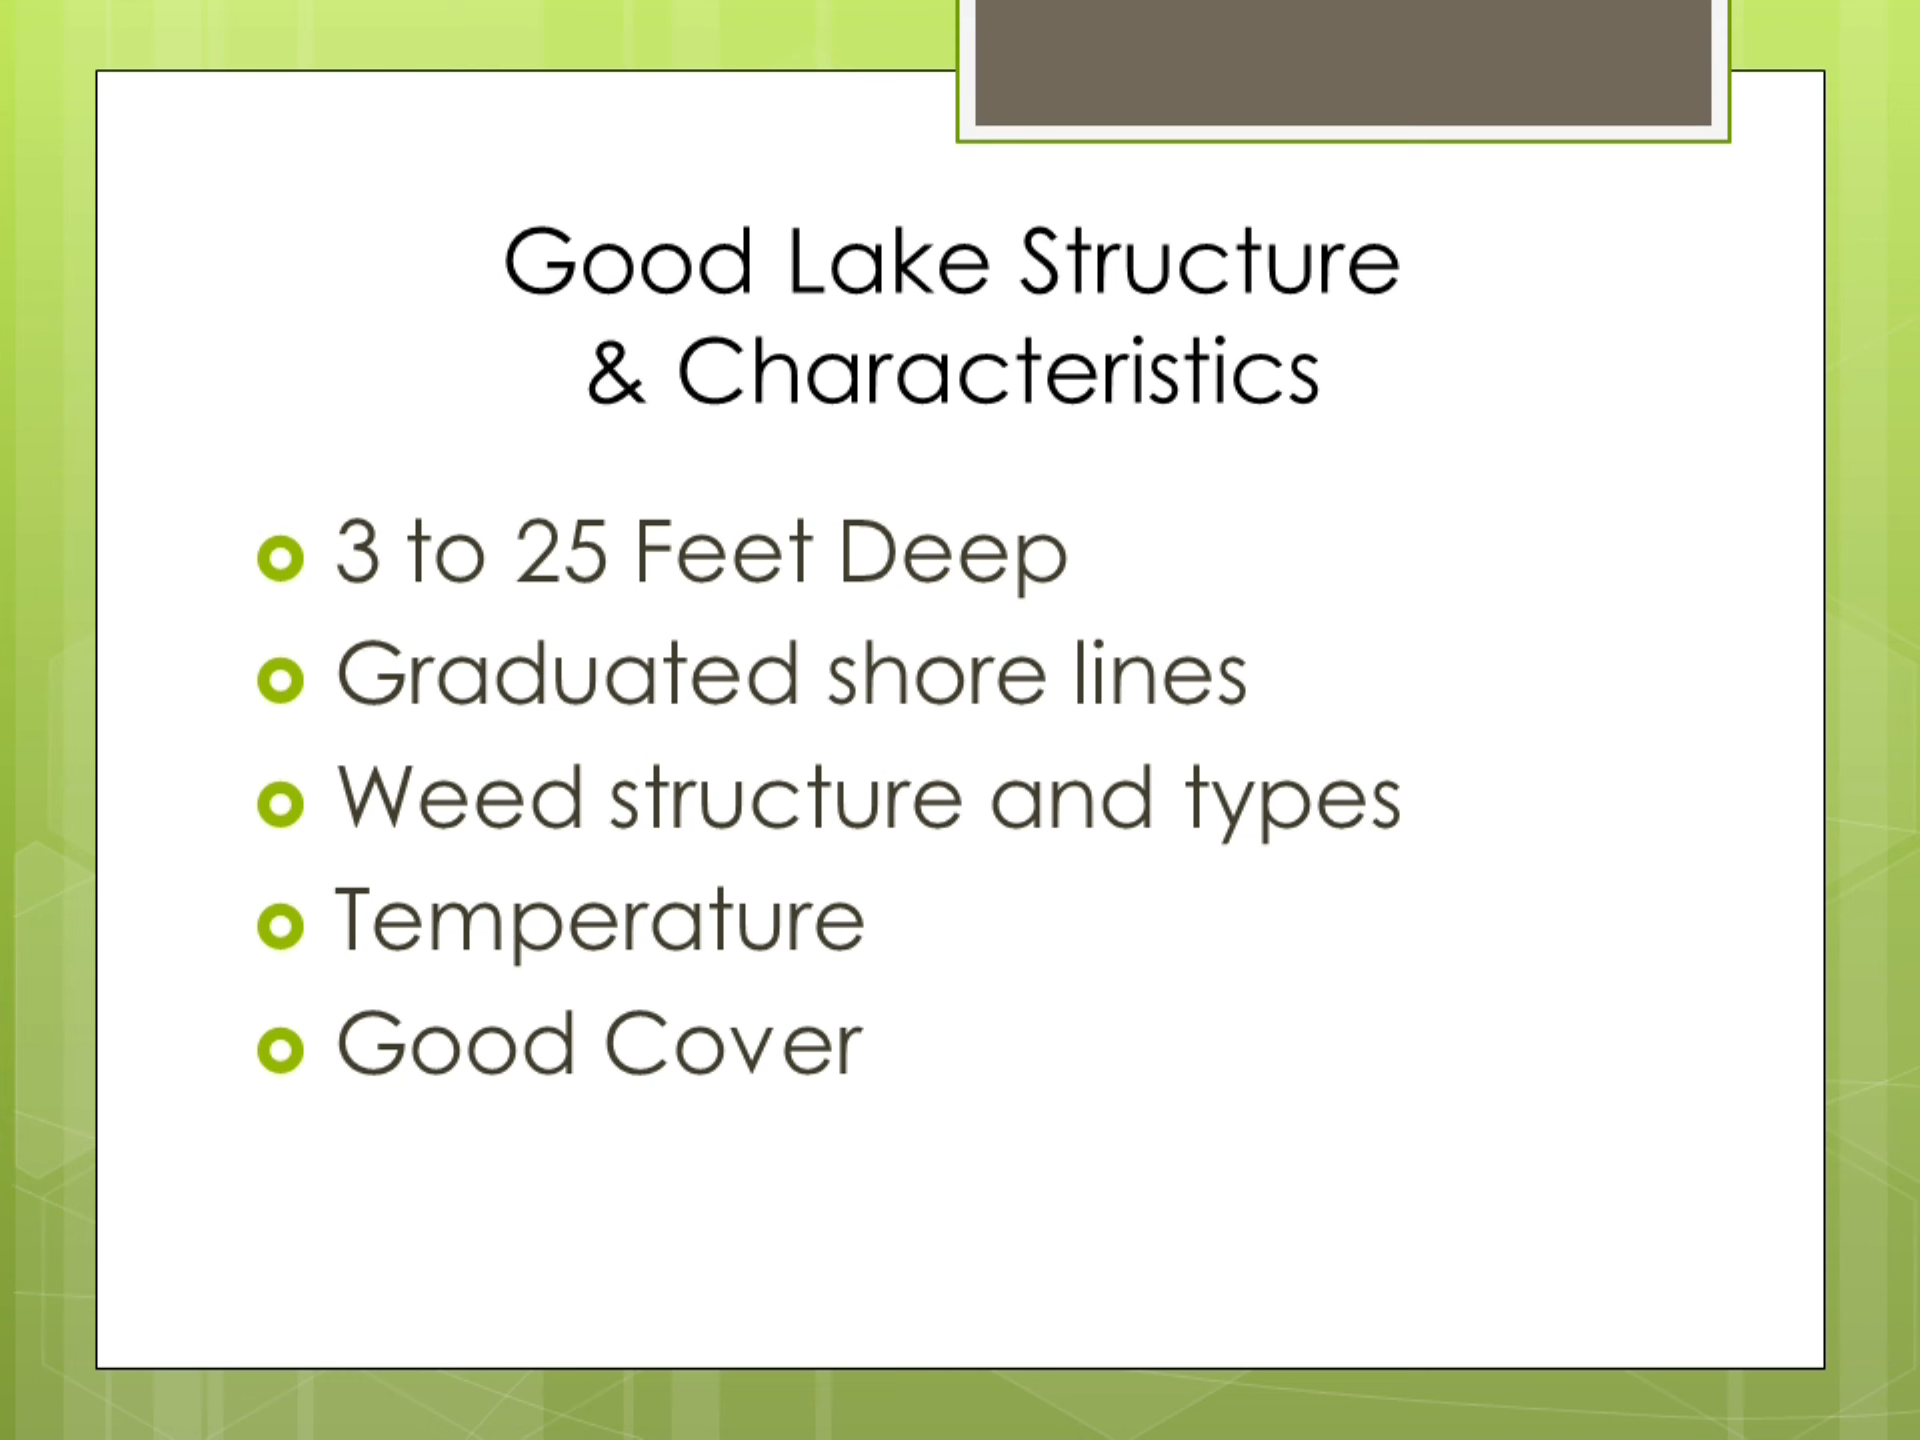 Good Lake Structure
& Characteristics
3 to 25 Feet Deep
Graduated shore lines
Weed structure and types
Temperature
Good Cover